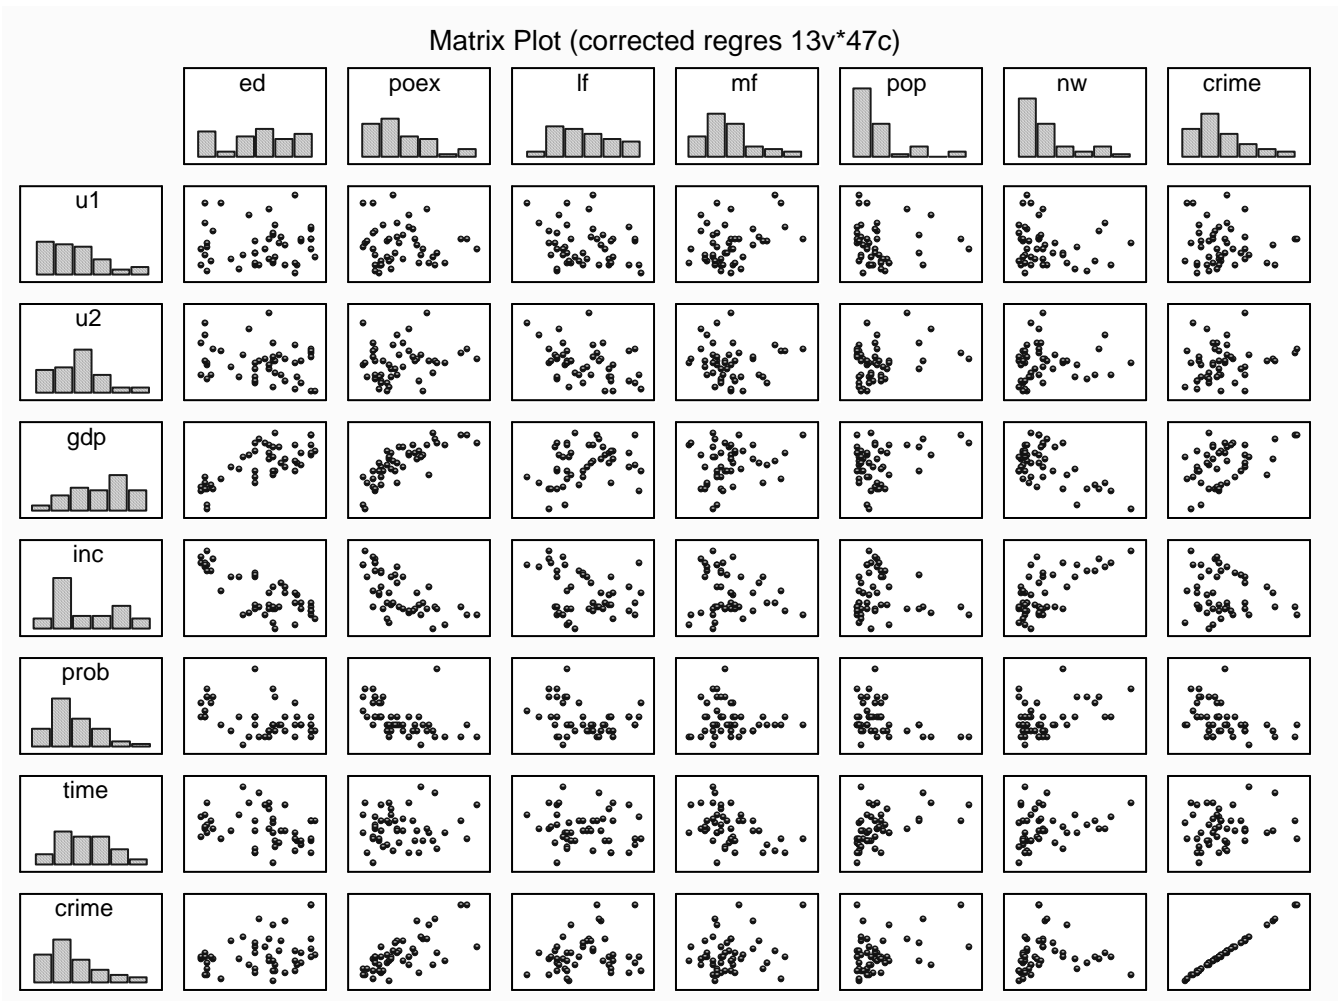 Matrix Plot (corrected regres 13v*47c)
ed poex lf mf pop nw crime
u1
u2
gdp
inc
prob
time
crime